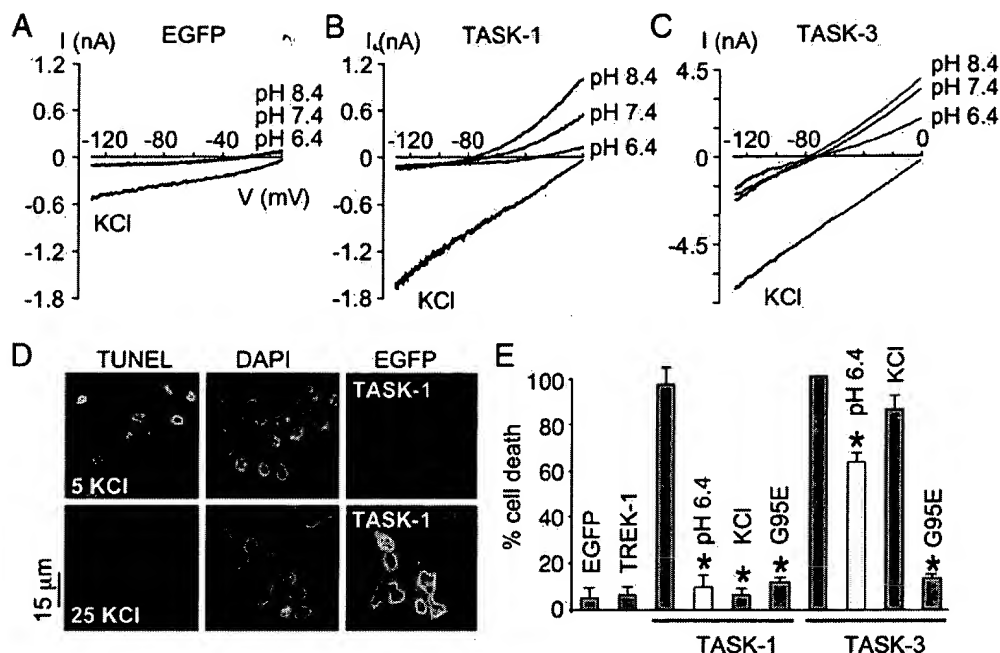 A
I (nA)
EGFP
1.2
0.6
0
-0.6
-1.2
-1.8
-120
-80
-40
pH 8.4
pH 7.4
pH 6.4
V (mV)
KCl
B
I (nA)
TASK-1
1.2
0.6
0
-0.6
-1.2
-1.8
-120
-80
pH 8.4
pH 7.4
pH 6.4
KCl
C
I (nA)
TASK-3
4.5
0
-4.5
-120
-60
0
pH 8.4
pH 7.4
pH 6.4
KCl
D
TUNEL
DAPI
EGFP
5 KCl
TASK-1
25 KCl
TASK-1
15 µm
E
% cell death
100
80
60
40
20
0
EGFP
TREK-1
* pH 6.4
* KCl
* G95E
* pH 6.4
KCl
* G95E
TASK-1
TASK-3